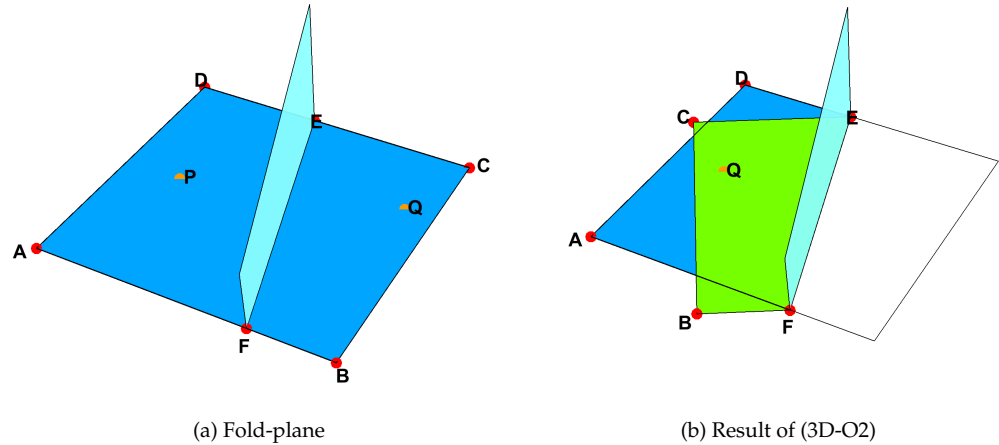 D
E
C
P
Q
A
F
B
D
C
E
Q
A
B
F
(a) Fold-plane
(b) Result of (3D-O2)